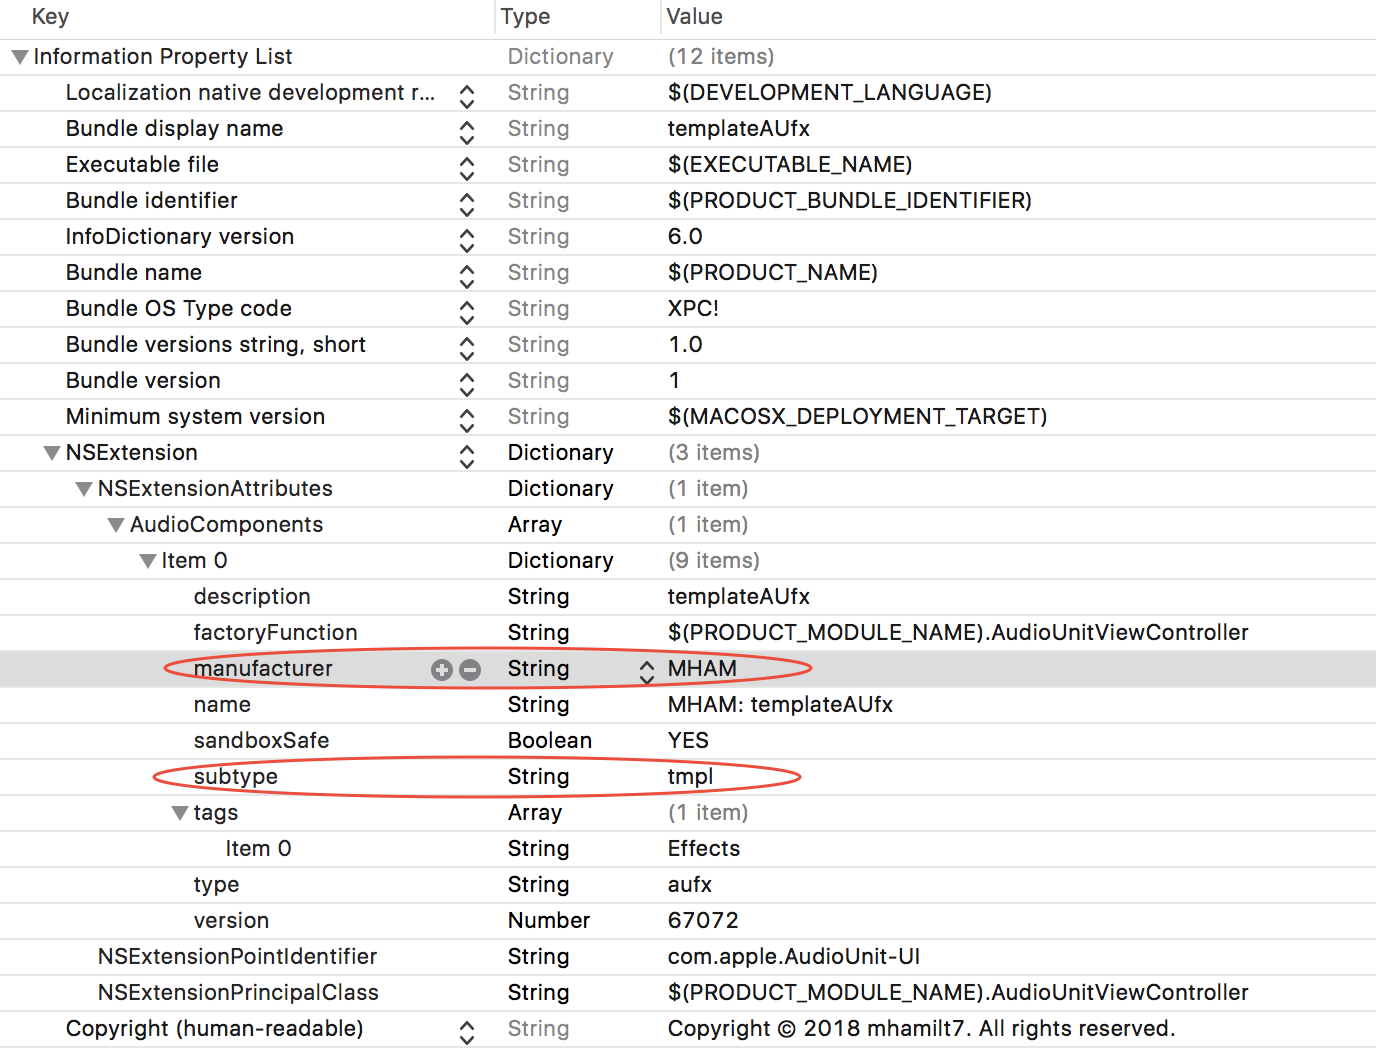 Key Type Value
Information Property List Dictionary (12 items)
Localization native development r... String $(DEVELOPMENT_LANGUAGE)
Bundle display name String templateAUfx
Executable file String $(EXECUTABLE_NAME)
Bundle identifier String $(PRODUCT_BUNDLE_IDENTIFIER)
InfoDictionary version String 6.0
Bundle name String $(PRODUCT_NAME)
Bundle OS Type code String XPC!
Bundle versions string, short String 1.0
Bundle version String 1
Minimum system version String $(MACOSX_DEPLOYMENT_TARGET)
NSExtension Dictionary (3 items)
NSExtensionAttributes Dictionary (1 item)
AudioComponents Array (1 item)
Item 0 Dictionary (9 items)
description String templateAUfx
factoryFunction String $(PRODUCT_MODULE_NAME).AudioUnitViewController
manufacturer String MHAM
name String MHAM: templateAUfx
sandboxSafe Boolean YES
subtype String tmpl
tags Array (1 item)
Item 0 String Effects
type String aufx
version Number 67072
NSExtensionPointIdentifier String com.apple.AudioUnit-UI
NSExtensionPrincipalClass String $(PRODUCT_MODULE_NAME).AudioUnitViewController
Copyright (human-readable) String Copyright © 2018 mhamilt7. All rights reserved.